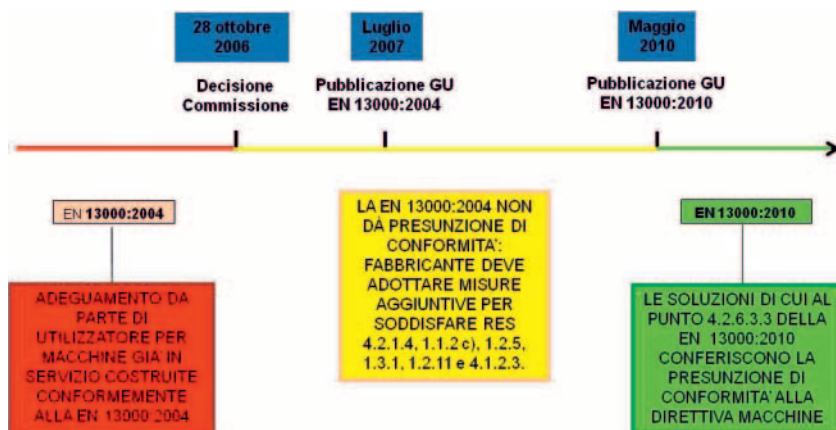 28 ottobre
2006
Luglio
2007
Maggio
2010
Decisione
Commissione
Pubblicazione GU
EN 13000:2004
Pubblicazione GU
EN 13000:2010
EN 13000:2004
ADEGUAMENTO DA
PARTE DI
UTILIZZATORE PER
MACCHINE GIA' IN
SERVIZIO COSTRUITE
CONFORMEMENTE
ALLA EN 13000:2004
LA EN 13000:2004 NON
DÀ PRESUNZIONE DI
CONFORMITA':
FABBRICANTE DEVE
ADOTTARE MISURE
AGGIUNTIVE PER
SODDISFARE RES
4.2.1.4, 1.1.2 c), 1.2.5,
1.3.1, 1.2.11 e 4.1.2.3.
EN 13000:2010
LE SOLUZIONI DI CUI AL
PUNTO 4.2.6.3.3 DELLA
EN 13000:2010
CONFERISCONO LA
PRESUNZIONE DI
CONFORMITA' ALLA
DIRETTIVA MACCHINE